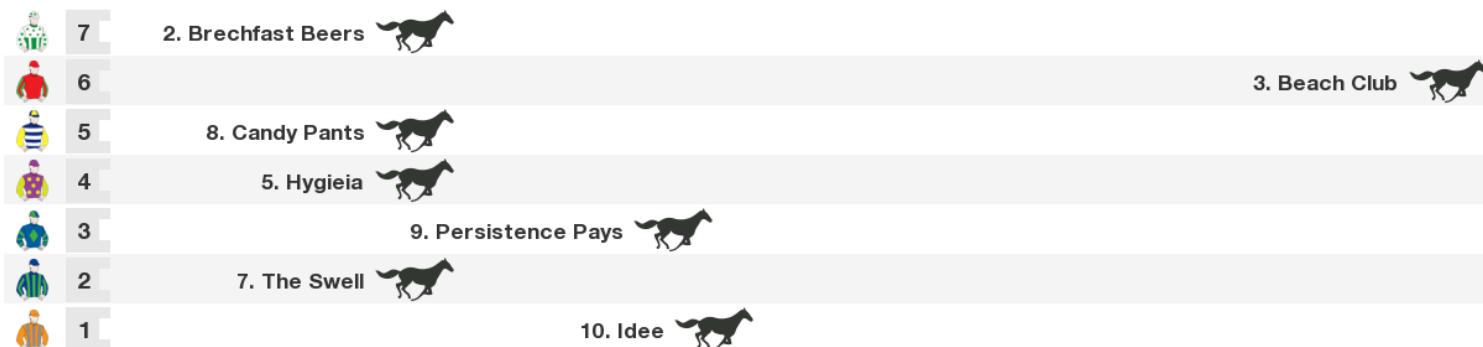 7 2. Brechfast Beers
6 3. Beach Club
5 8. Candy Pants
4 5. Hygieia
3 9. Persistence Pays
2 7. The Swell
1 10. Idee